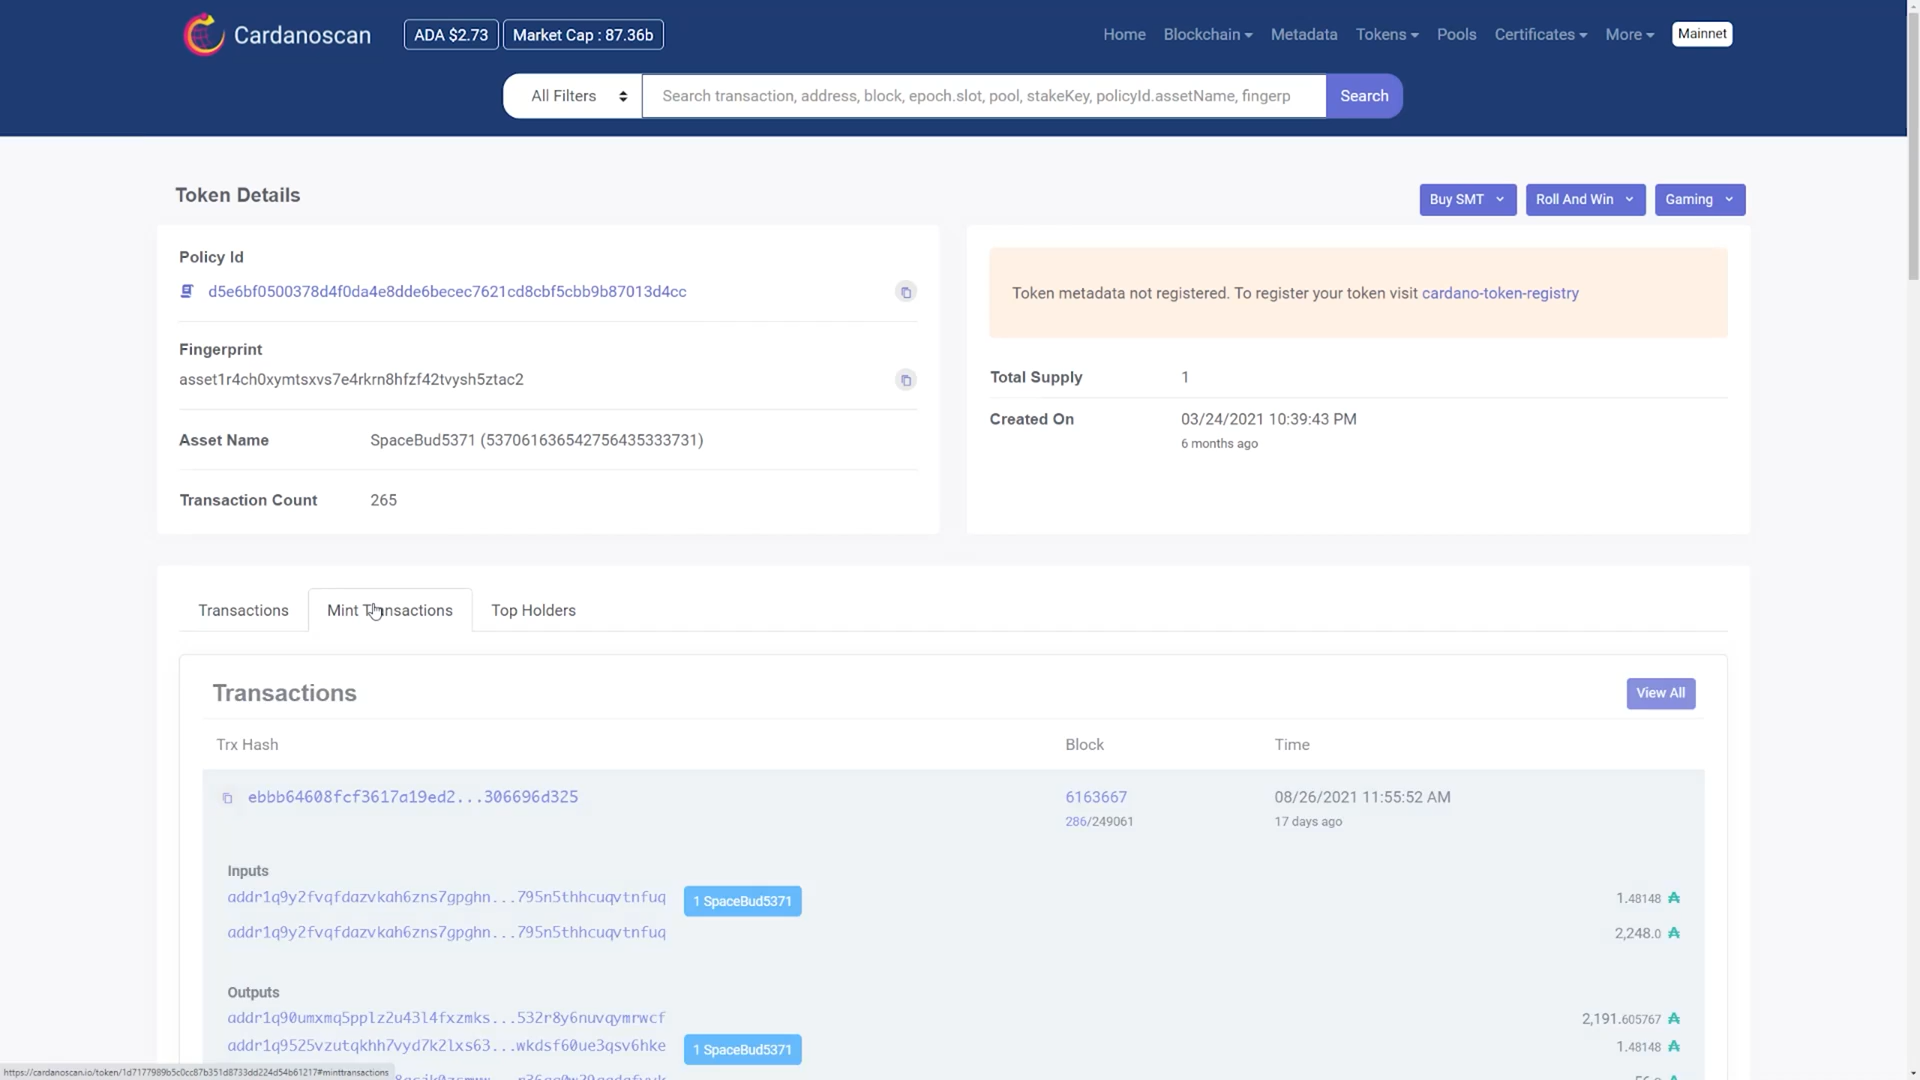 Cardanoscan
ADA $2.73
Market Cap : 87.36b
Home Blockchain Metadata Tokens Pools Certificates More Mainnet
All Filters
Search transaction, address, block, epoch.slot, pool, stakeKey, policyId.assetName, fingerp
Search
Token Details
Buy SMT
Roll And Win
Gaming
Policy Id
d5e6bf0500378d4f0da4e8dde6becec7621cd8cbf5cbb9b87013d4cc
Fingerprint
asset1r4ch0xymtsxvs7e4rkrn8hfzf42tvysh5ztac2
Asset Name SpaceBud5371 (537061636542756435333731)
Transaction Count 265
Token metadata not registered. To register your token visit cardano-token-registry
Total Supply 1
Created On 03/24/2021 10:39:43 PM
6 months ago
Transactions Mint Transactions Top Holders
Transactions
View All
Trx Hash Block Time
ebbb64608fcf3617a19ed2...306696d325 6163667 08/26/2021 11:55:52 AM
286/249061 17 days ago
Inputs
addr1q9y2fvqfdazvkah6zns7gpghn...795n5thhcuqvtnfuq 1 SpaceBud5371 1.48148
addr1q9y2fvqfdazvkah6zns7gpghn...795n5thhcuqvtnfuq 2,248.0
Outputs
addr1q90umxmq5pplz2u43l4fxzmks...532r8y6nuvqymrwcf 2,191.605767
addr1q9525vzutqkhh7vyd7k2lxs63...wkdsf60ue3qsv6hke 1 SpaceBud5371 1.48148
https://cardanoscan.io/token/1d7177989b5c0cc87b351d8733dd224d54b61217#minttransactions